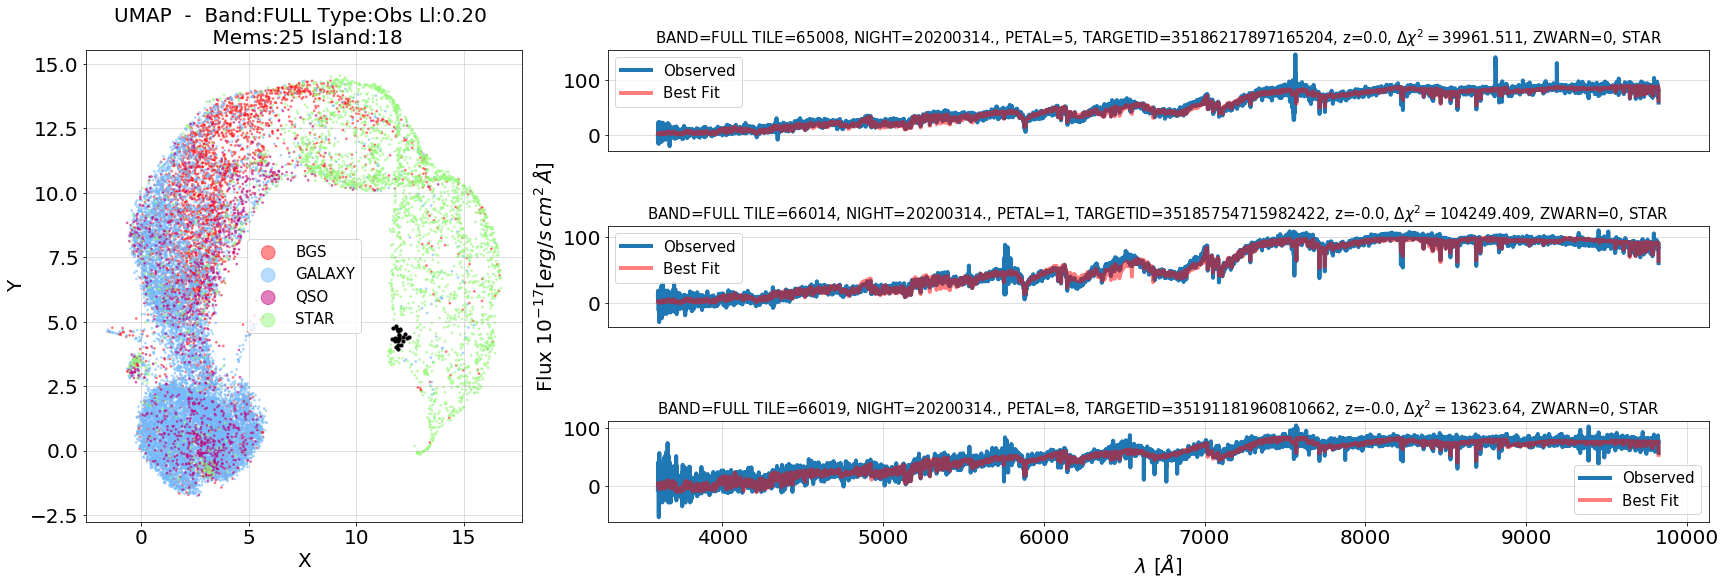 UMAP  -  Band:FULL Type:Obs Ll:0.20
Mems:25 Island:18
15.0
12.5
10.0
7.5
5.0
2.5
0.0
−2.5
Y
BGS
GALAXY
QSO
STAR
0
5
10
15
X
Flux 10⁻¹⁷[erg/s cm² Å]
BAND=FULL TILE=65008, NIGHT=20200314., PETAL=5, TARGETID=35186217897165204, z=0.0, Δχ² = 39961.511, ZWARN=0, STAR
100
0
Observed
Best Fit
BAND=FULL TILE=66014, NIGHT=20200314., PETAL=1, TARGETID=35185754715982422, z=-0.0, Δχ² = 104249.409, ZWARN=0, STAR
100
0
Observed
Best Fit
BAND=FULL TILE=66019, NIGHT=20200314., PETAL=8, TARGETID=35191181960810662, z=-0.0, Δχ² = 13623.64, ZWARN=0, STAR
100
0
Observed
Best Fit
4000
5000
6000
7000
8000
9000
10000
λ [Å]